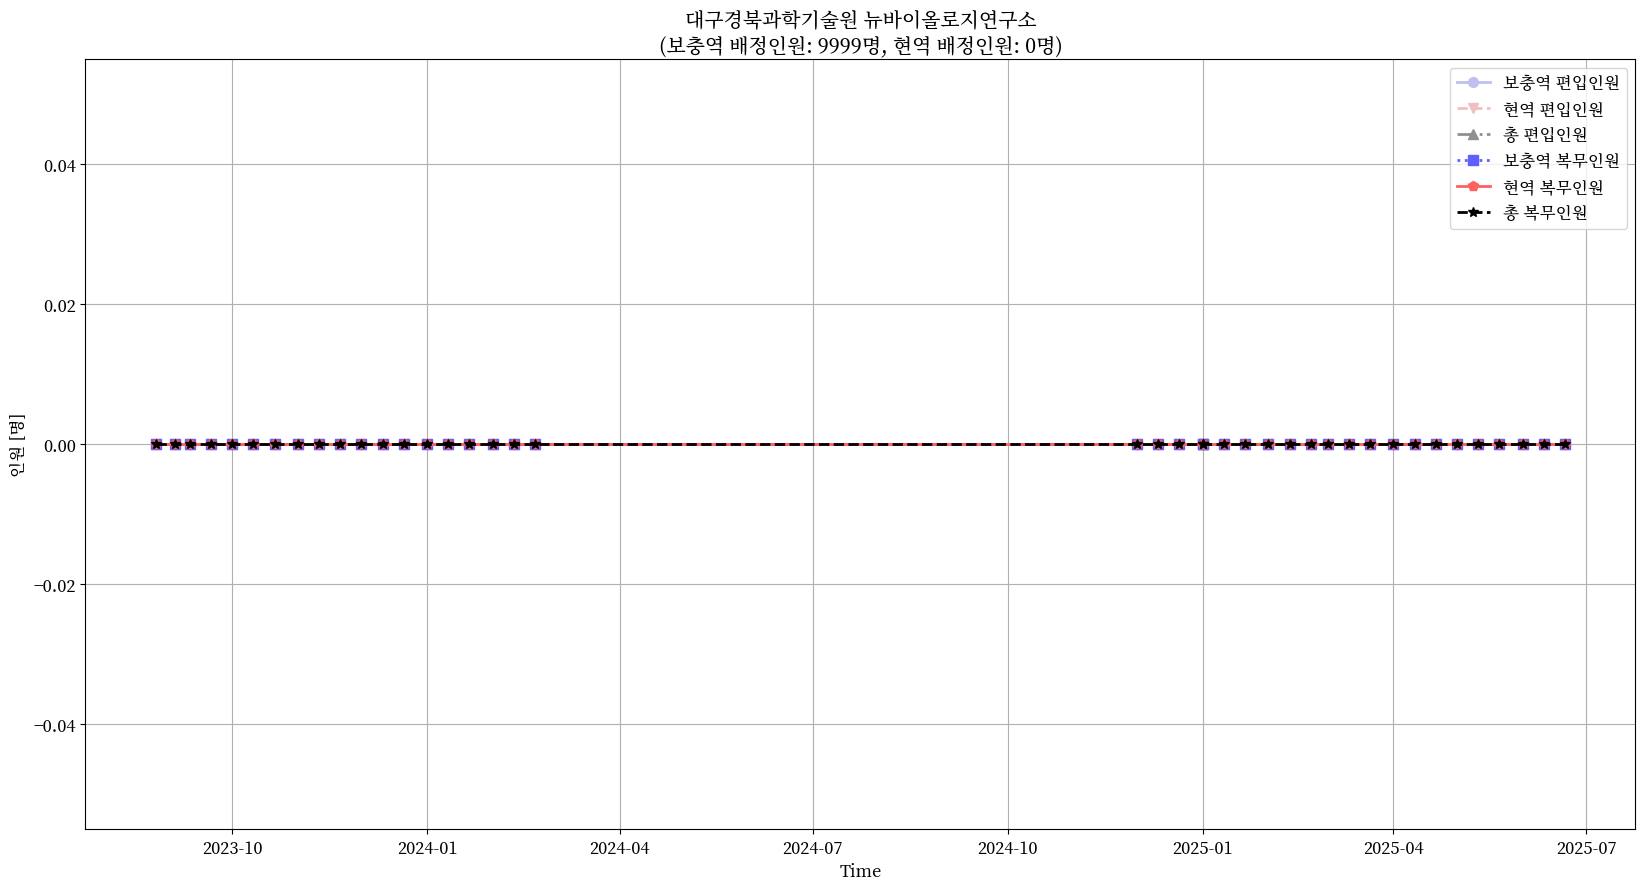 대구경북과학기술원 뉴바이올로지연구소
(보충역 배정인원: 9999명, 현역 배정인원: 0명)
보충역 편입인원
현역 편입인원
총 편입인원
보충역 복무인원
현역 복무인원
총 복무인원
인원 [명]
0.04
0.02
0.00
−0.02
−0.04
2023-10 2024-01 2024-04 2024-07 2024-10 2025-01 2025-04 2025-07
Time